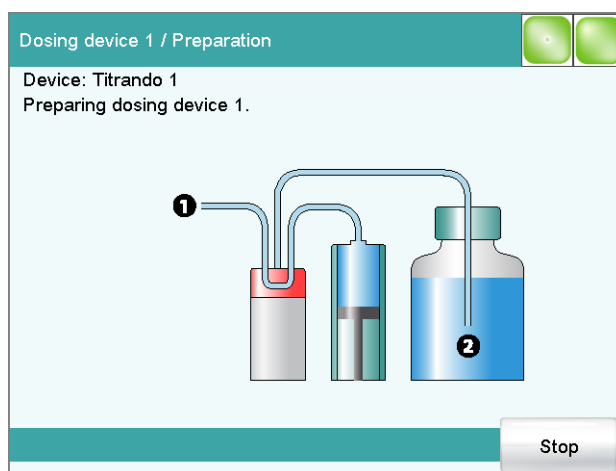 Dosing device 1 / Preparation
Device: Titrando 1
Preparing dosing device 1.
1
2
Stop